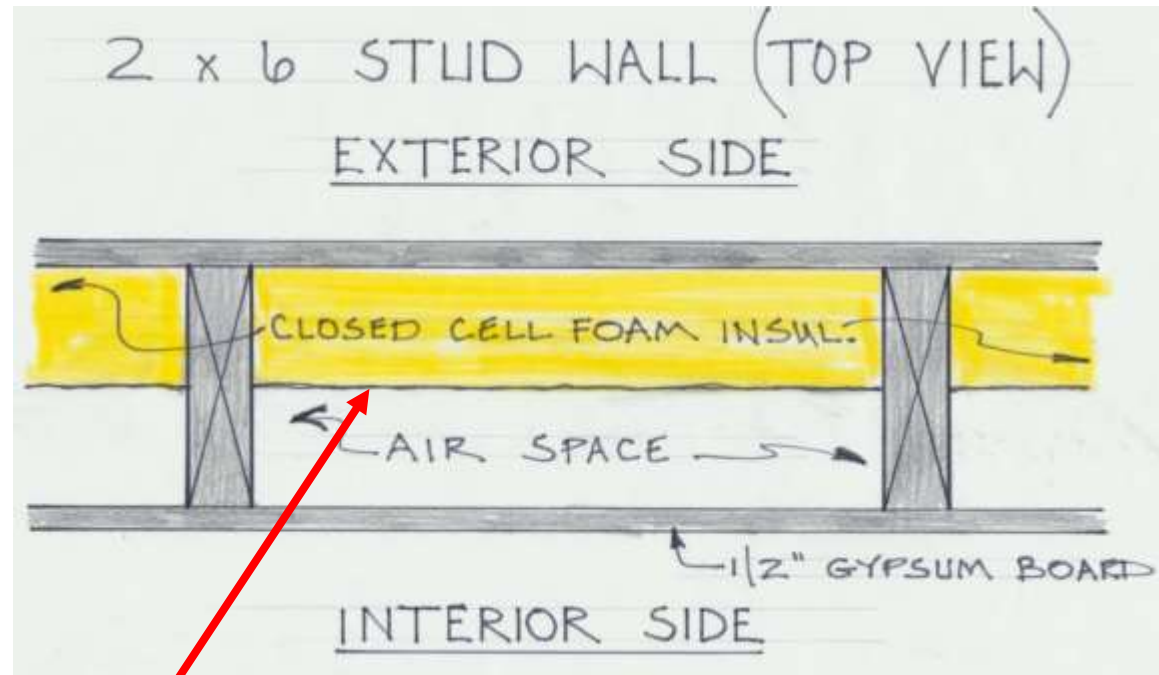 2 x 6 STUD WALL (TOP VIEW)
EXTERIOR SIDE
CLOSED CELL FOAM INSUL.
AIR SPACE
1/2" GYPSUM BOARD
INTERIOR SIDE